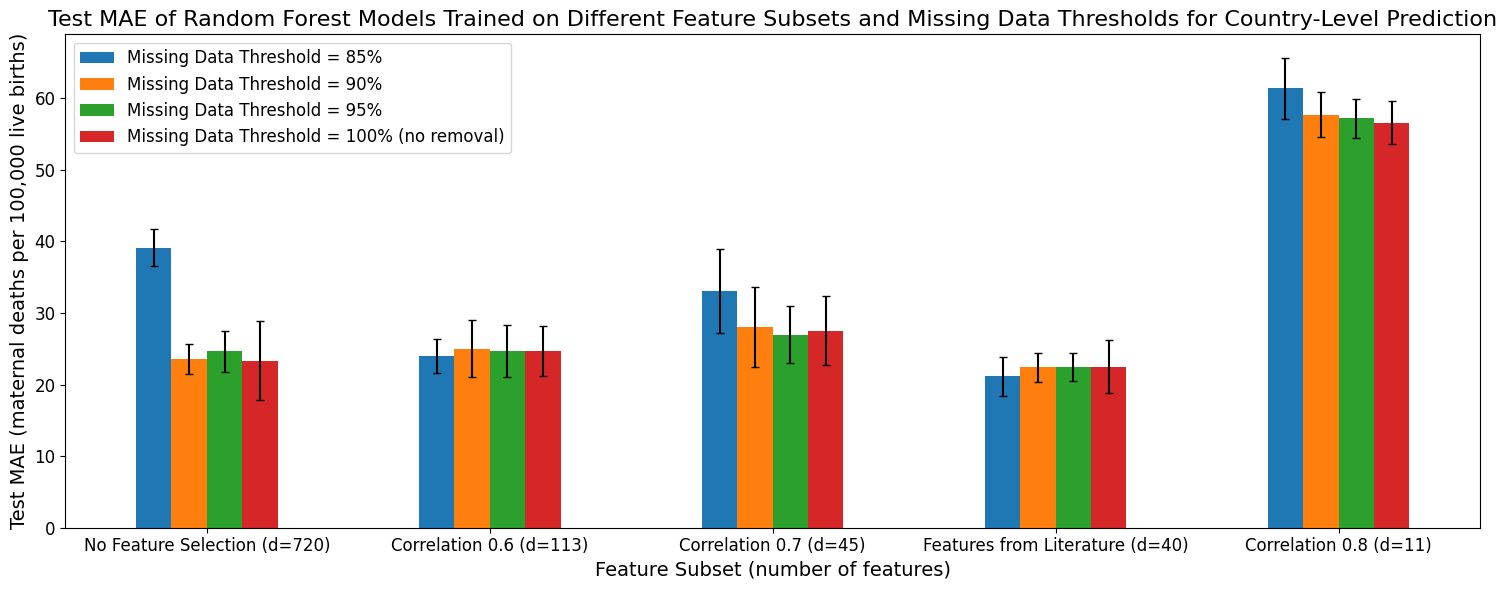 Test MAE of Random Forest Models Trained on Different Feature Subsets and Missing Data Thresholds for Country-Level Prediction
Test MAE (maternal deaths per 100,000 live births)
60
50
40
30
20
10
0
Missing Data Threshold = 85%
Missing Data Threshold = 90%
Missing Data Threshold = 95%
Missing Data Threshold = 100% (no removal)
No Feature Selection (d=720)
Correlation 0.6 (d=113)
Correlation 0.7 (d=45)
Features from Literature (d=40)
Correlation 0.8 (d=11)
Feature Subset (number of features)